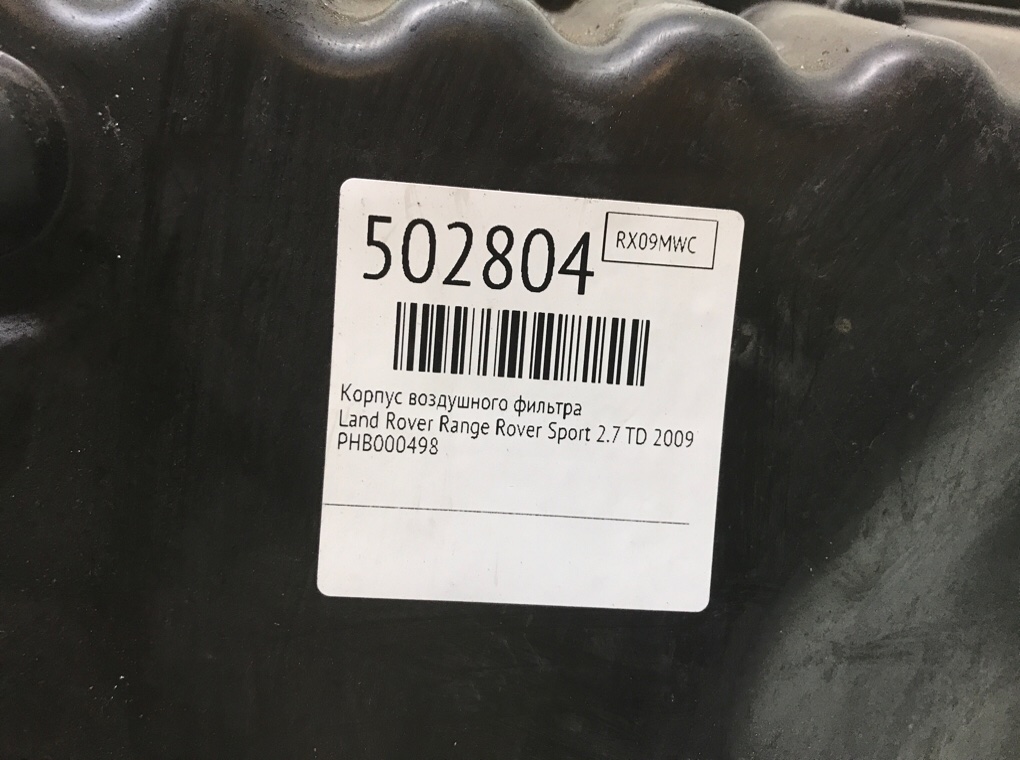 502804
RX09MWC
Корпус воздушного фильтра
Land Rover Range Rover Sport 2.7 TD 2009
PHB000498